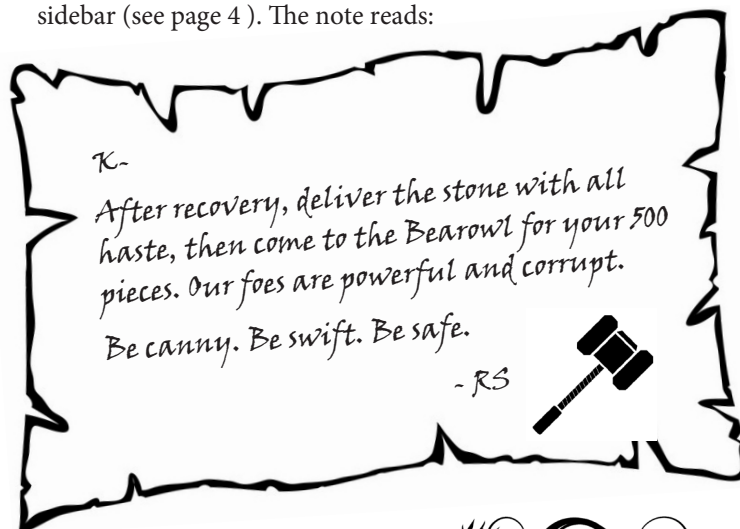 sidebar (see page 4 ). The note reads:
K-
After recovery, deliver the stone with all
haste, then come to the Bearowl for your 500
pieces. Our foes are powerful and corrupt.
Be canny. Be swift. Be safe.
- RS